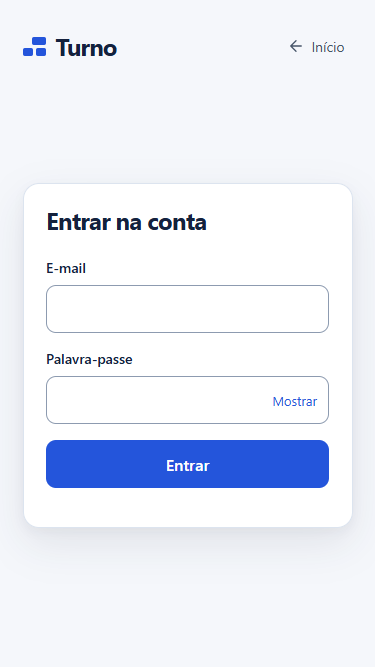 Turno
Início
Entrar na conta
E-mail
Palavra-passe
Mostrar
Entrar